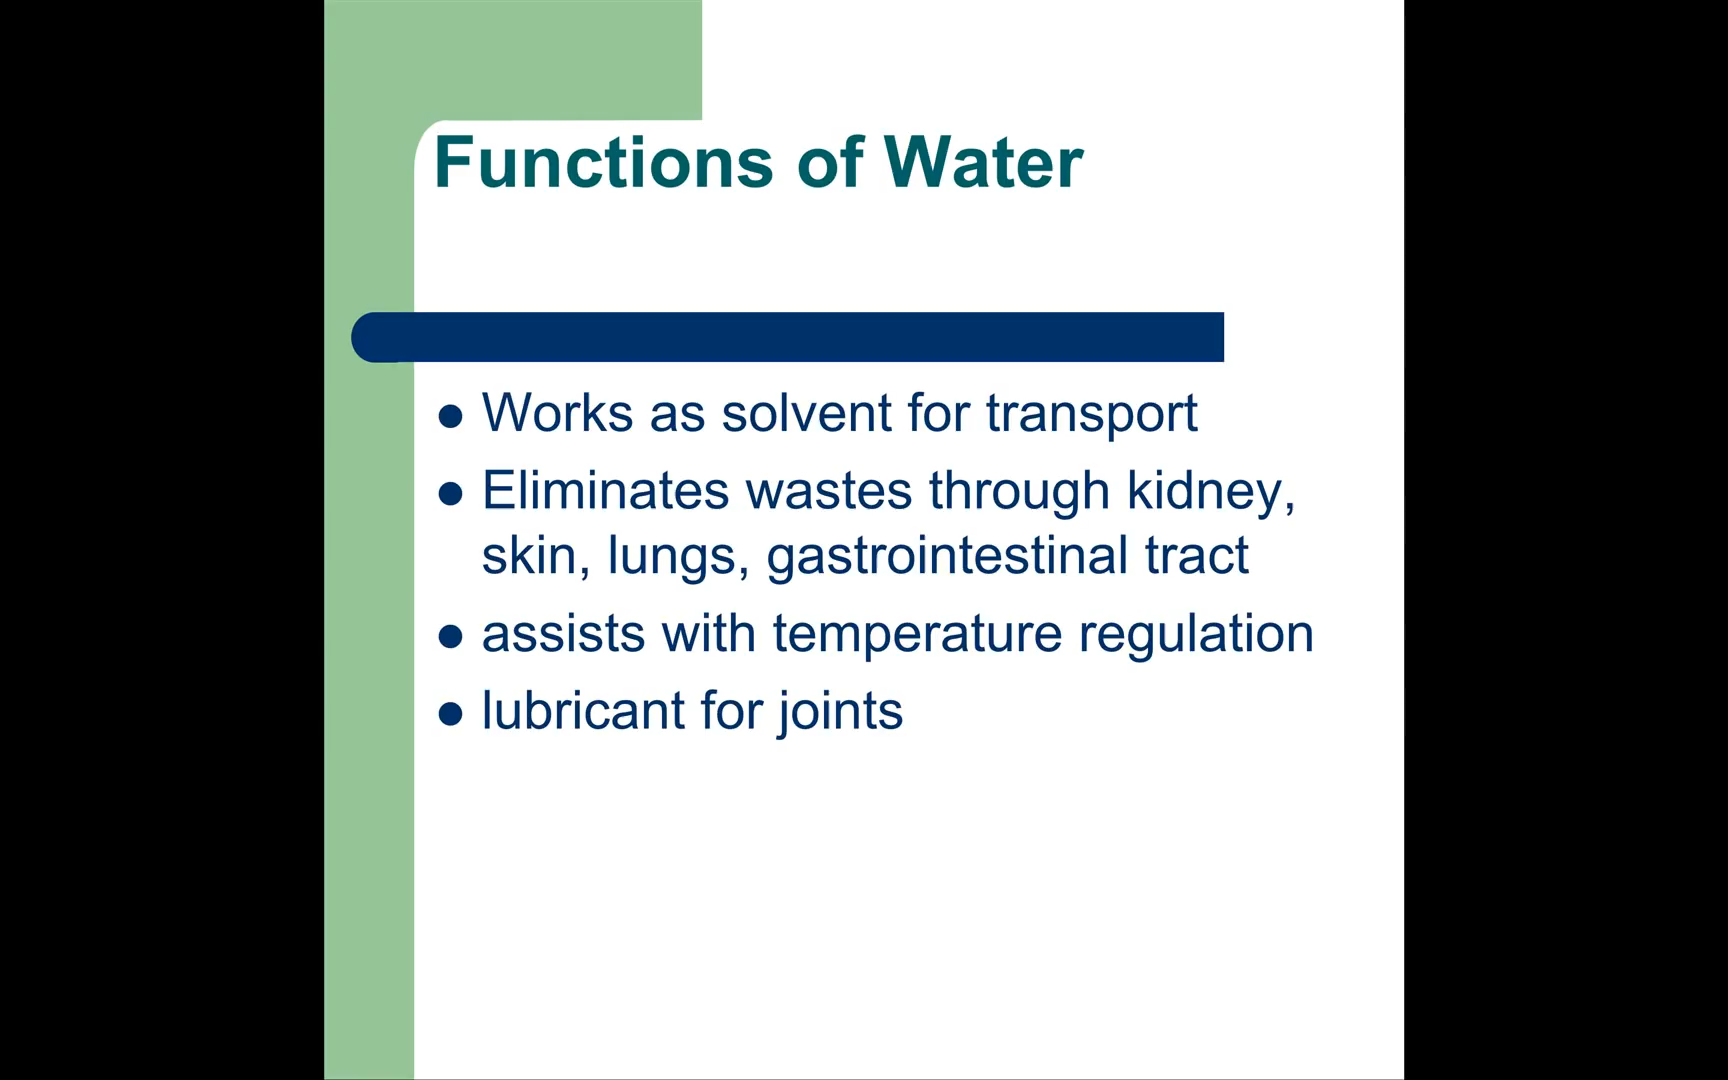 Functions of Water
● Works as solvent for transport
● Eliminates wastes through kidney,
skin, lungs, gastrointestinal tract
● assists with temperature regulation
● lubricant for joints